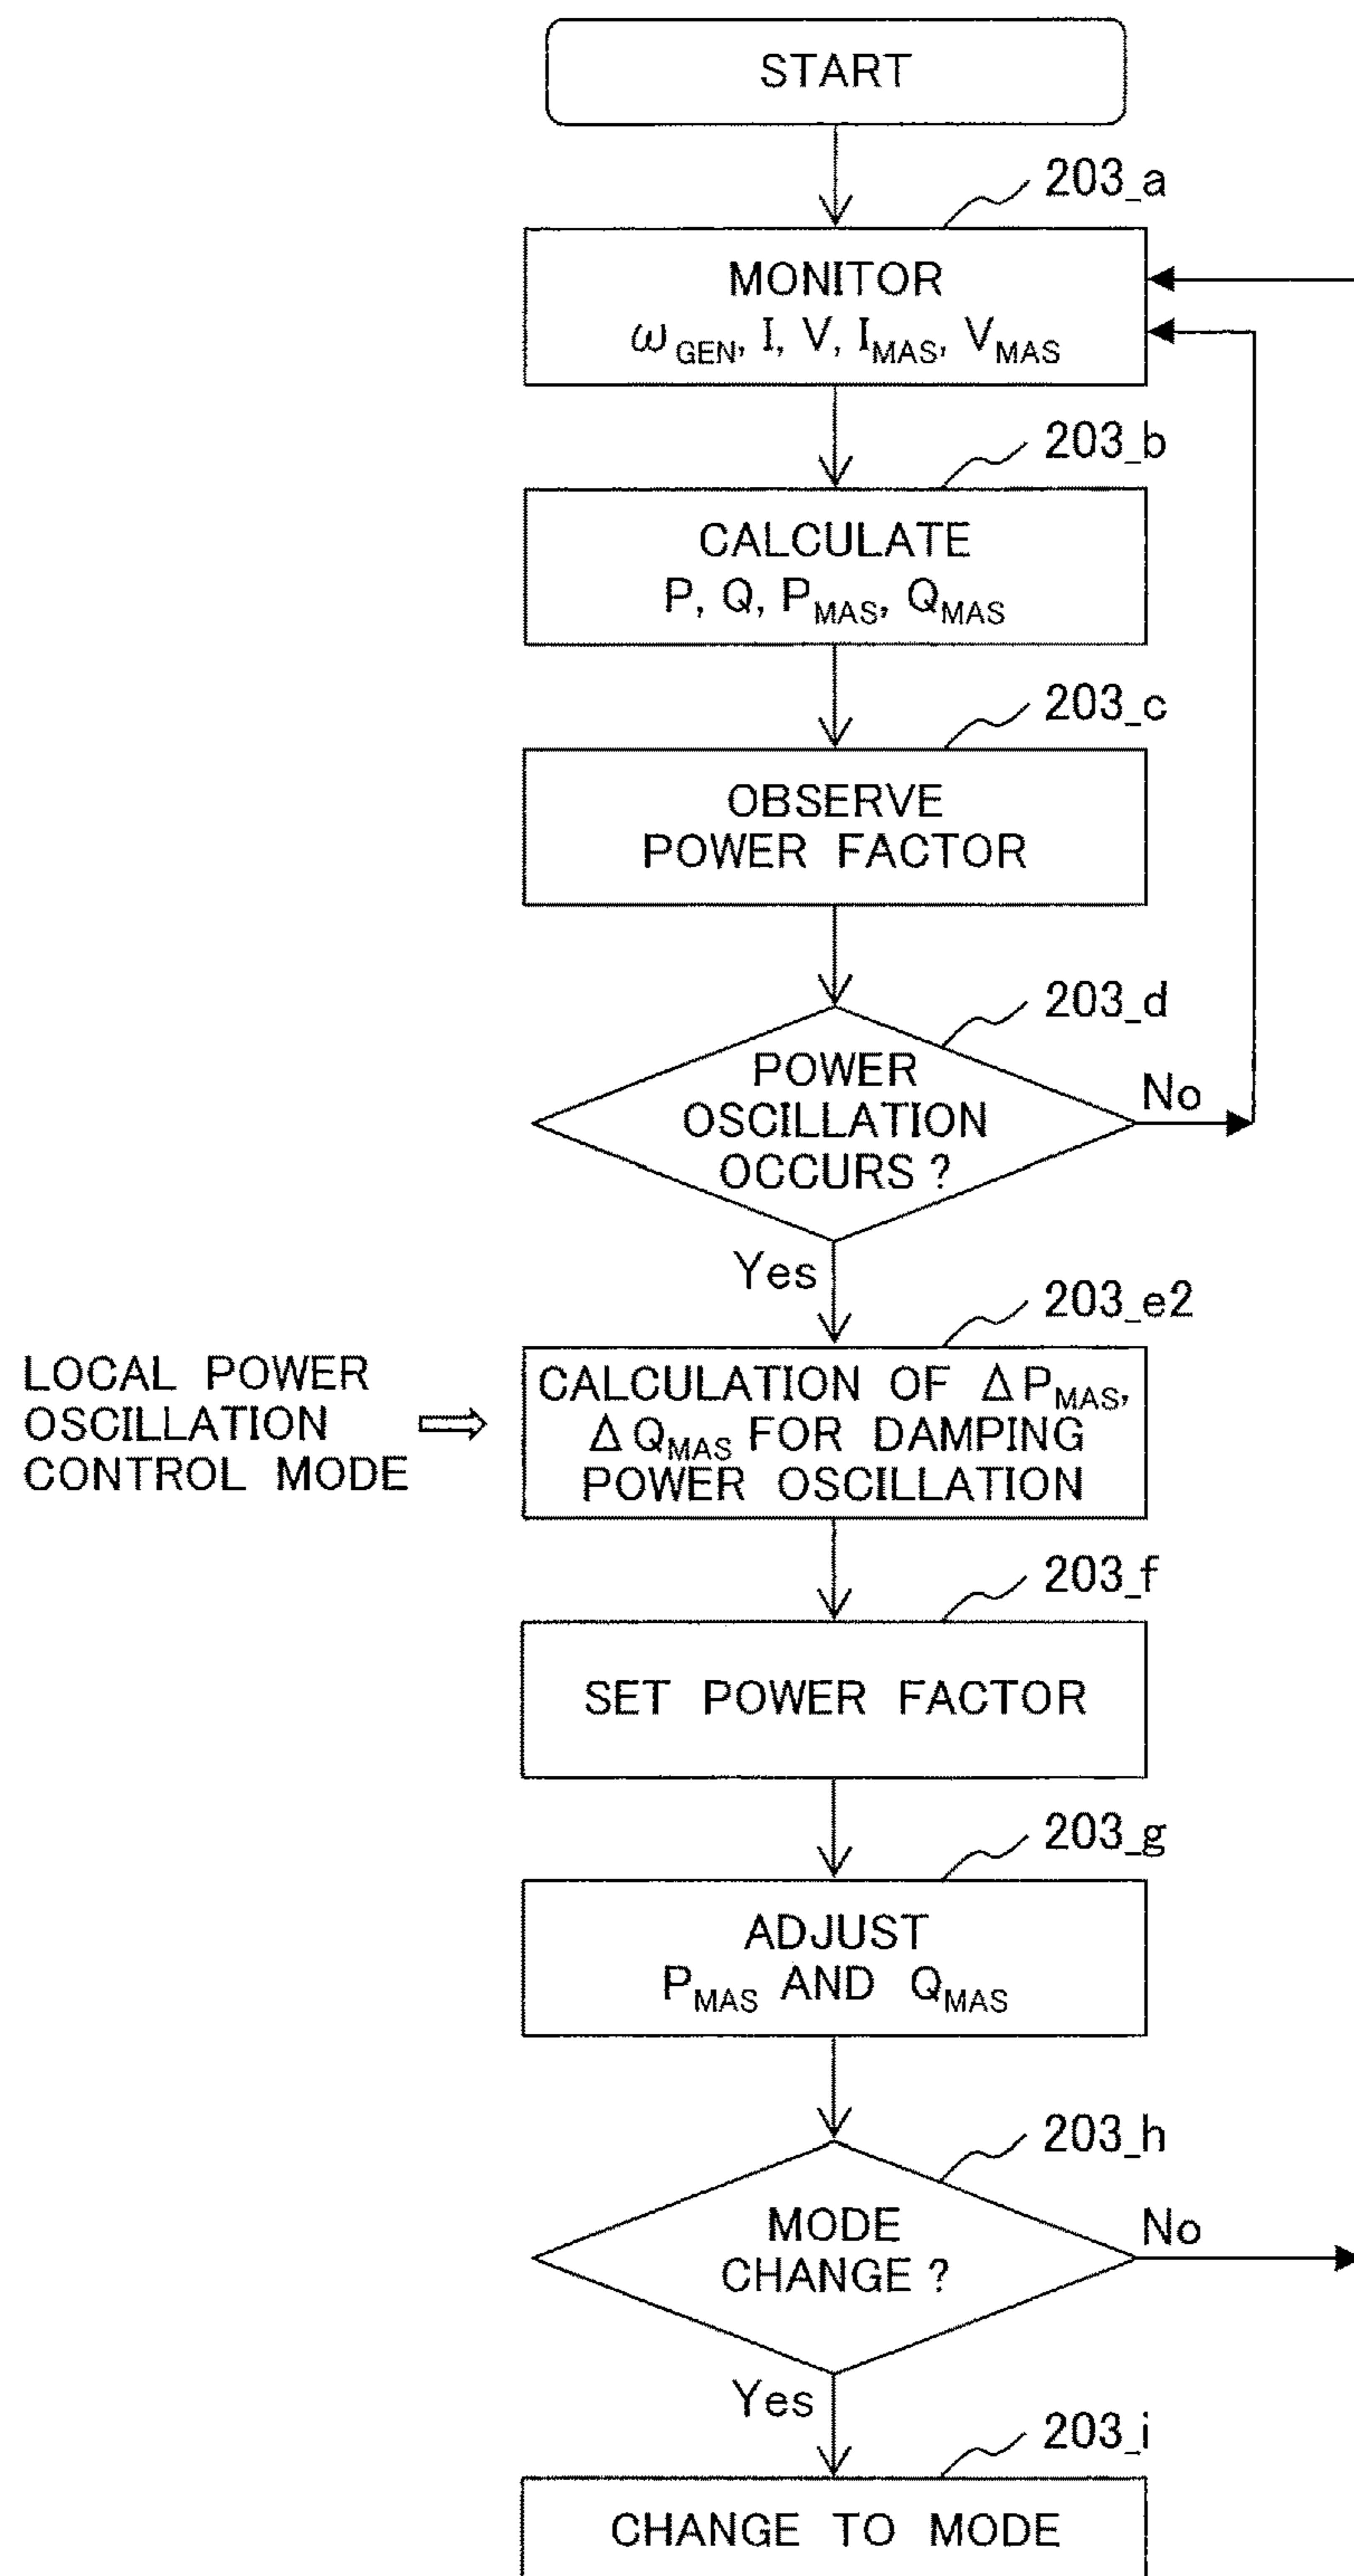 START
203_a
MONITOR
ωGEN, I, V, IMAS, VMAS
203_b
CALCULATE
P, Q, PMAS, QMAS
203_c
OBSERVE
POWER FACTOR
203_d
POWER
OSCILLATION
OCCURS ?
No
Yes
203_e2
LOCAL POWER
OSCILLATION
CONTROL MODE
CALCULATION OF ΔPMAS,
ΔQMAS FOR DAMPING
POWER OSCILLATION
203_f
SET POWER FACTOR
203_g
ADJUST
PMAS AND QMAS
203_h
MODE
CHANGE ?
No
Yes
203_i
CHANGE TO MODE